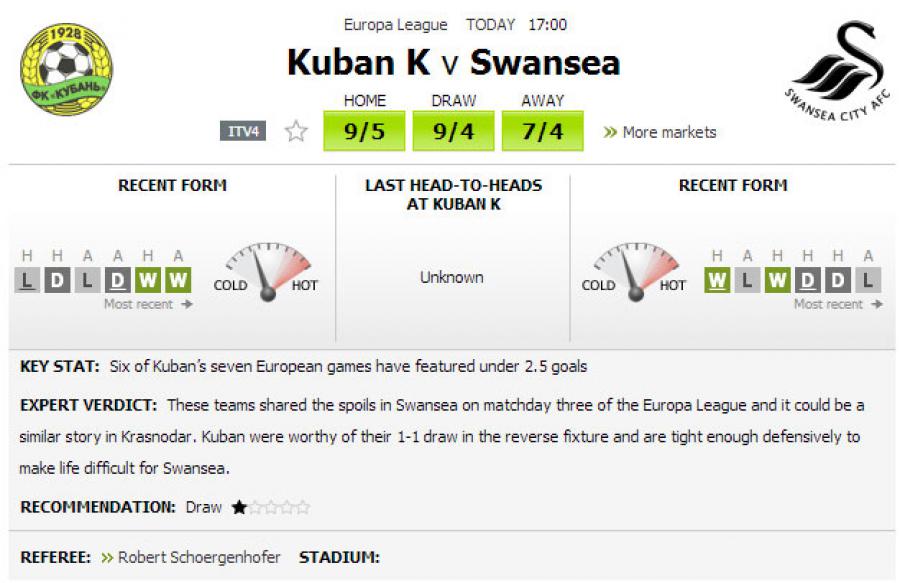 Europa League TODAY 17:00
1928
ФК «КУБАНЬ»
Kuban K v Swansea
SWANSEA CITY AFC
HOME DRAW AWAY
ITV4 9/5 9/4 7/4 » More markets
RECENT FORM
LAST HEAD-TO-HEADS
AT KUBAN K
RECENT FORM
H H A A H A
L D L D W W
Most recent →
COLD HOT
Unknown
COLD HOT
H A H H H A
W L W D D L
Most recent →
KEY STAT: Six of Kuban's seven European games have featured under 2.5 goals
EXPERT VERDICT: These teams shared the spoils in Swansea on matchday three of the Europa League and it could be a
similar story in Krasnodar. Kuban were worthy of their 1-1 draw in the reverse fixture and are tight enough defensively to
make life difficult for Swansea.
RECOMMENDATION: Draw ★☆☆☆☆
REFEREE: » Robert Schoergenhofer STADIUM: